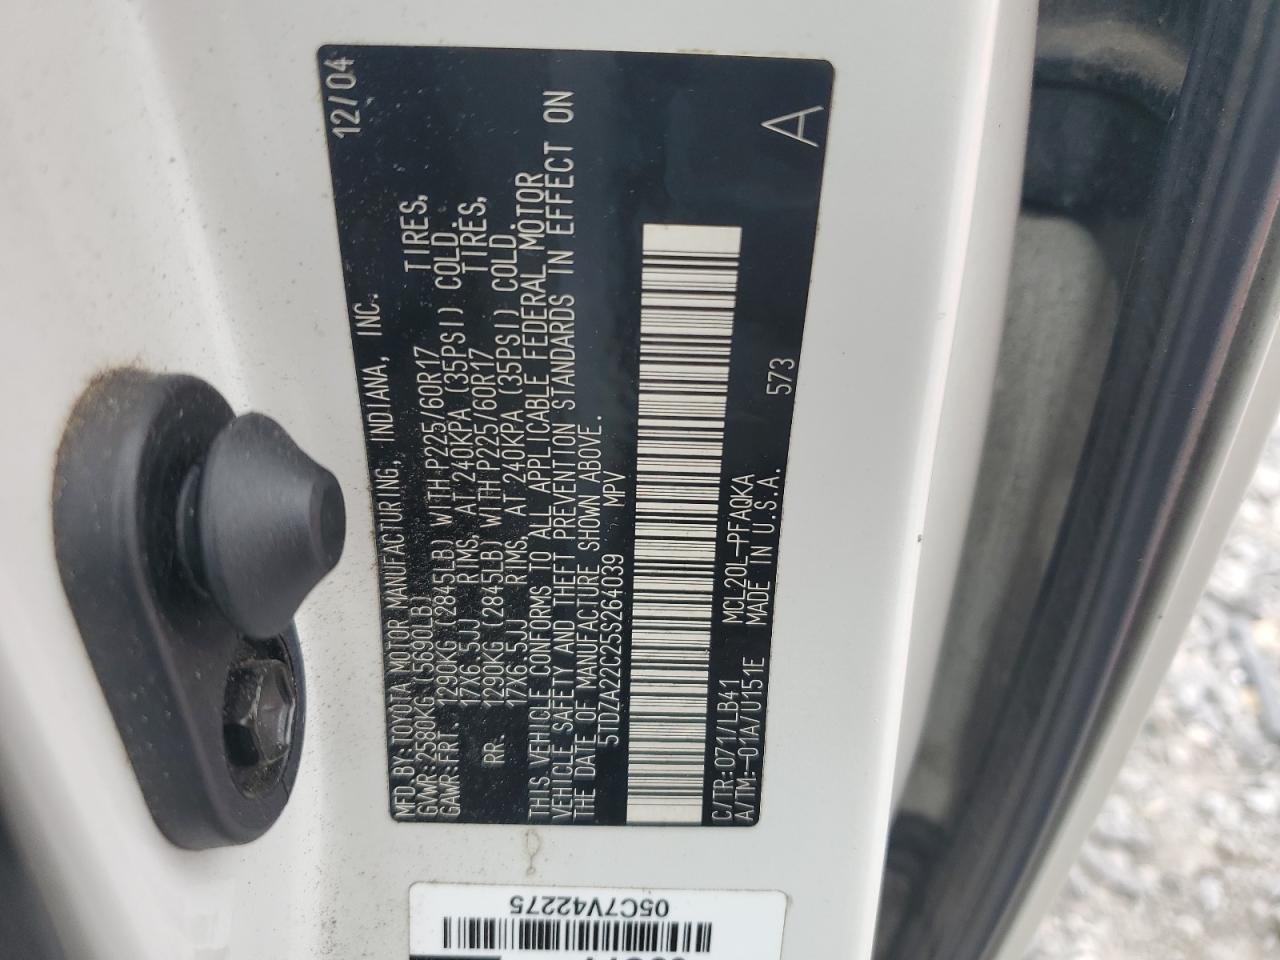 MFD. BY: TOYOTA MOTOR MANUFACTURING, INDIANA, INC. 12/04
GVWR: 2580KG (5690LB)
GAWR: FRT 1290KG (2845LB) WITH P225/60R17 TIRES,
17X6.5JJ RIMS, AT 240KPA (35PSI) COLD.
RR: 1290KG (2845LB) WITH P225/60R17 TIRES,
17X6.5JJ RIMS, AT 240KPA (35PSI) COLD.
THIS VEHICLE CONFORMS TO ALL APPLICABLE FEDERAL MOTOR
VEHICLE SAFETY AND THEFT PREVENTION STANDARDS IN EFFECT ON
THE DATE OF MANUFACTURE SHOWN ABOVE.
5TDZA22C25S264039 MPV
C/TR: 071/LB41 MCL20L-PFAQKA 573
A/TM: -01A/U151E MADE IN U.S.A.
A
05C7V42275